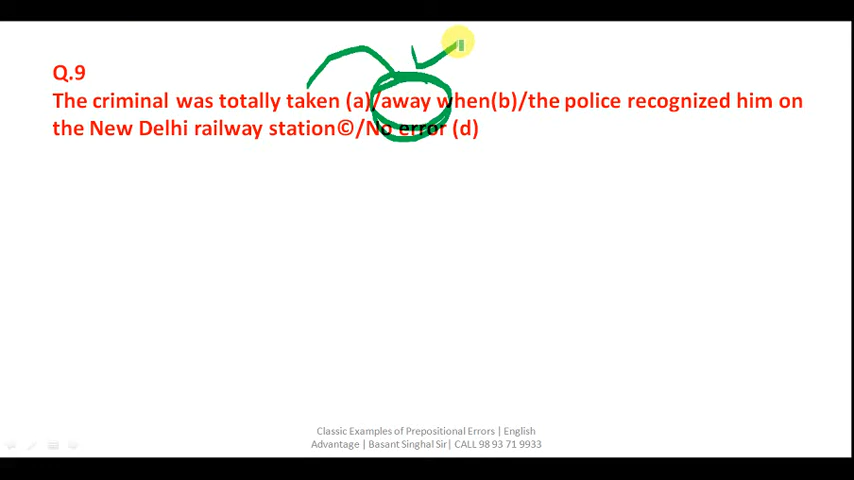 Q.9
The criminal was totally taken (a)/away when(b)/the police recognized him on
the New Delhi railway station©/No error (d)
Classic Examples of Prepositional Errors | English
Advantage | Basant Singhal Sir| CALL 98 93 71 9933